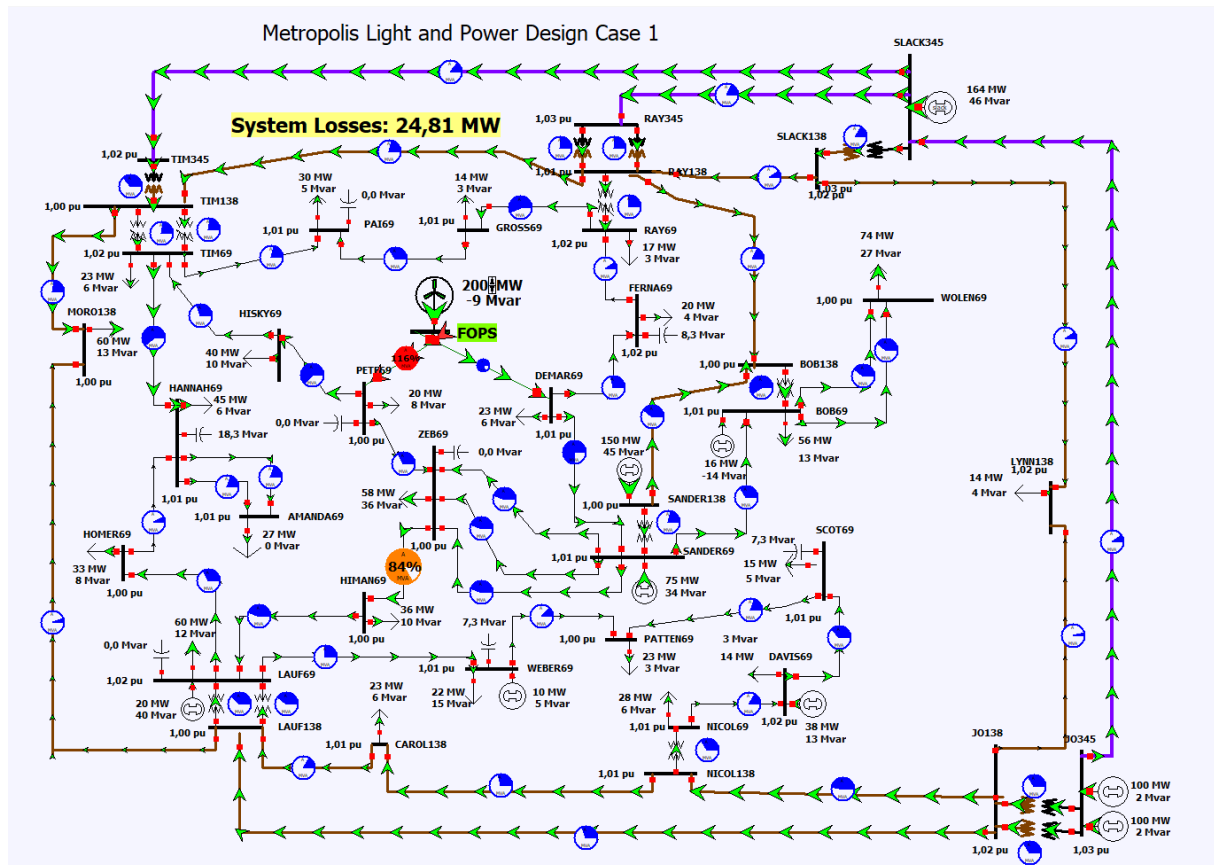 Metropolis Light and Power Design Case 1
SLACK345
164 MW
46 Mvar
slack
System Losses: 24,81 MW
1,03 pu
RAY345
SLACK138
1,02 pu
TIM345
30 MW
5 Mvar
0,0 Mvar
14 MW
3 Mvar
1,01 pu
RAY138
1,03 pu
1,02 pu
1,00 pu
TIM138
1,01 pu
PAI69
1,01 pu
GROSS69
1,02 pu
RAY69
17 MW
3 Mvar
74 MW
27 Mvar
1,02 pu
TIM69
23 MW
6 Mvar
200 MW
-9 Mvar
FERNA69
20 MW
4 Mvar
8,3 Mvar
1,02 pu
1,00 pu
WOLEN69
MORO138
60 MW
13 Mvar
1,00 pu
HISKY69
40 MW
10 Mvar
FOPS
116%
PETE69
DEMAR69
1,00 pu
BOB138
HANNAH69
45 MW
6 Mvar
20 MW
8 Mvar
0,0 Mvar
1,00 pu
23 MW
6 Mvar
1,01 pu
1,01 pu
BOB69
18,3 Mvar
ZEB69
0,0 Mvar
150 MW
45 Mvar
16 MW
-14 Mvar
56 MW
13 Mvar
LYNN138
1,02 pu
14 MW
4 Mvar
1,01 pu
58 MW
36 Mvar
1,00 pu
SANDER138
1,01 pu
AMANDA69
27 MW
0 Mvar
HOMER69
33 MW
8 Mvar
1,00 pu
1,00 pu
1,01 pu
SANDER69
SCOT69
7,3 Mvar
15 MW
5 Mvar
1,01 pu
84%
MVA
HIMAN69
36 MW
10 Mvar
1,00 pu
75 MW
34 Mvar
60 MW
12 Mvar
0,0 Mvar
7,3 Mvar
1,00 pu
PATTEN69
23 MW
3 Mvar
3 Mvar
14 MW
DAVIS69
1,02 pu
LAUF69
1,01 pu
WEBER69
22 MW
15 Mvar
10 MW
5 Mvar
20 MW
40 Mvar
23 MW
6 Mvar
28 MW
6 Mvar
1,02 pu
38 MW
13 Mvar
1,00 pu
LAUF138
1,01 pu
CAROL138
1,01 pu
NICOL69
JO138
JO345
1,01 pu
NICOL138
100 MW
2 Mvar
100 MW
2 Mvar
1,02 pu
1,03 pu